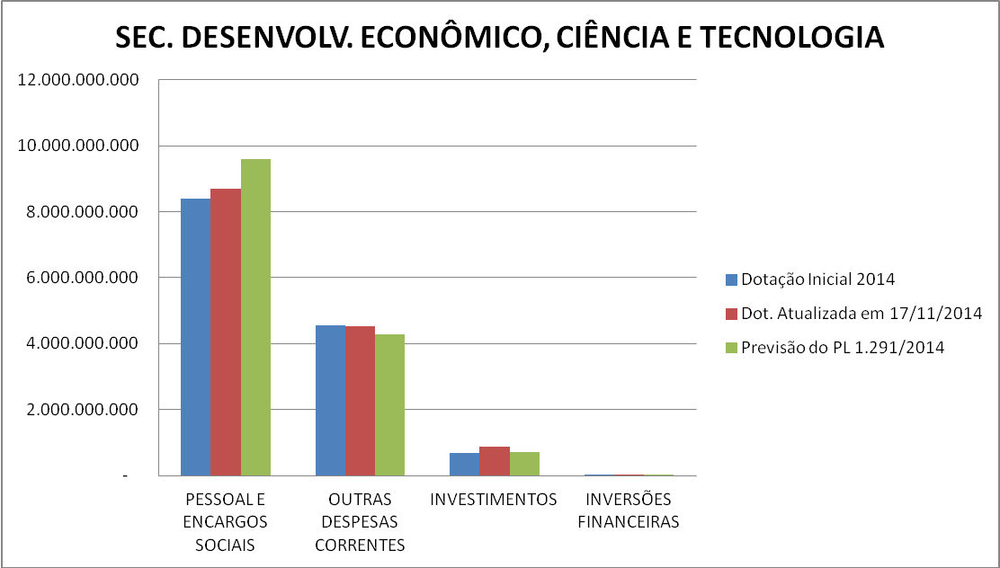 SEC. DESENVOLV. ECONÔMICO, CIÊNCIA E TECNOLOGIA
12.000.000.000
10.000.000.000
8.000.000.000
6.000.000.000
4.000.000.000
2.000.000.000
-
PESSOAL E
ENCARGOS
SOCIAIS
OUTRAS
DESPESAS
CORRENTES
INVESTIMENTOS
INVERSÕES
FINANCEIRAS
Dotação Inicial 2014
Dot. Atualizada em 17/11/2014
Previsão do PL 1.291/2014